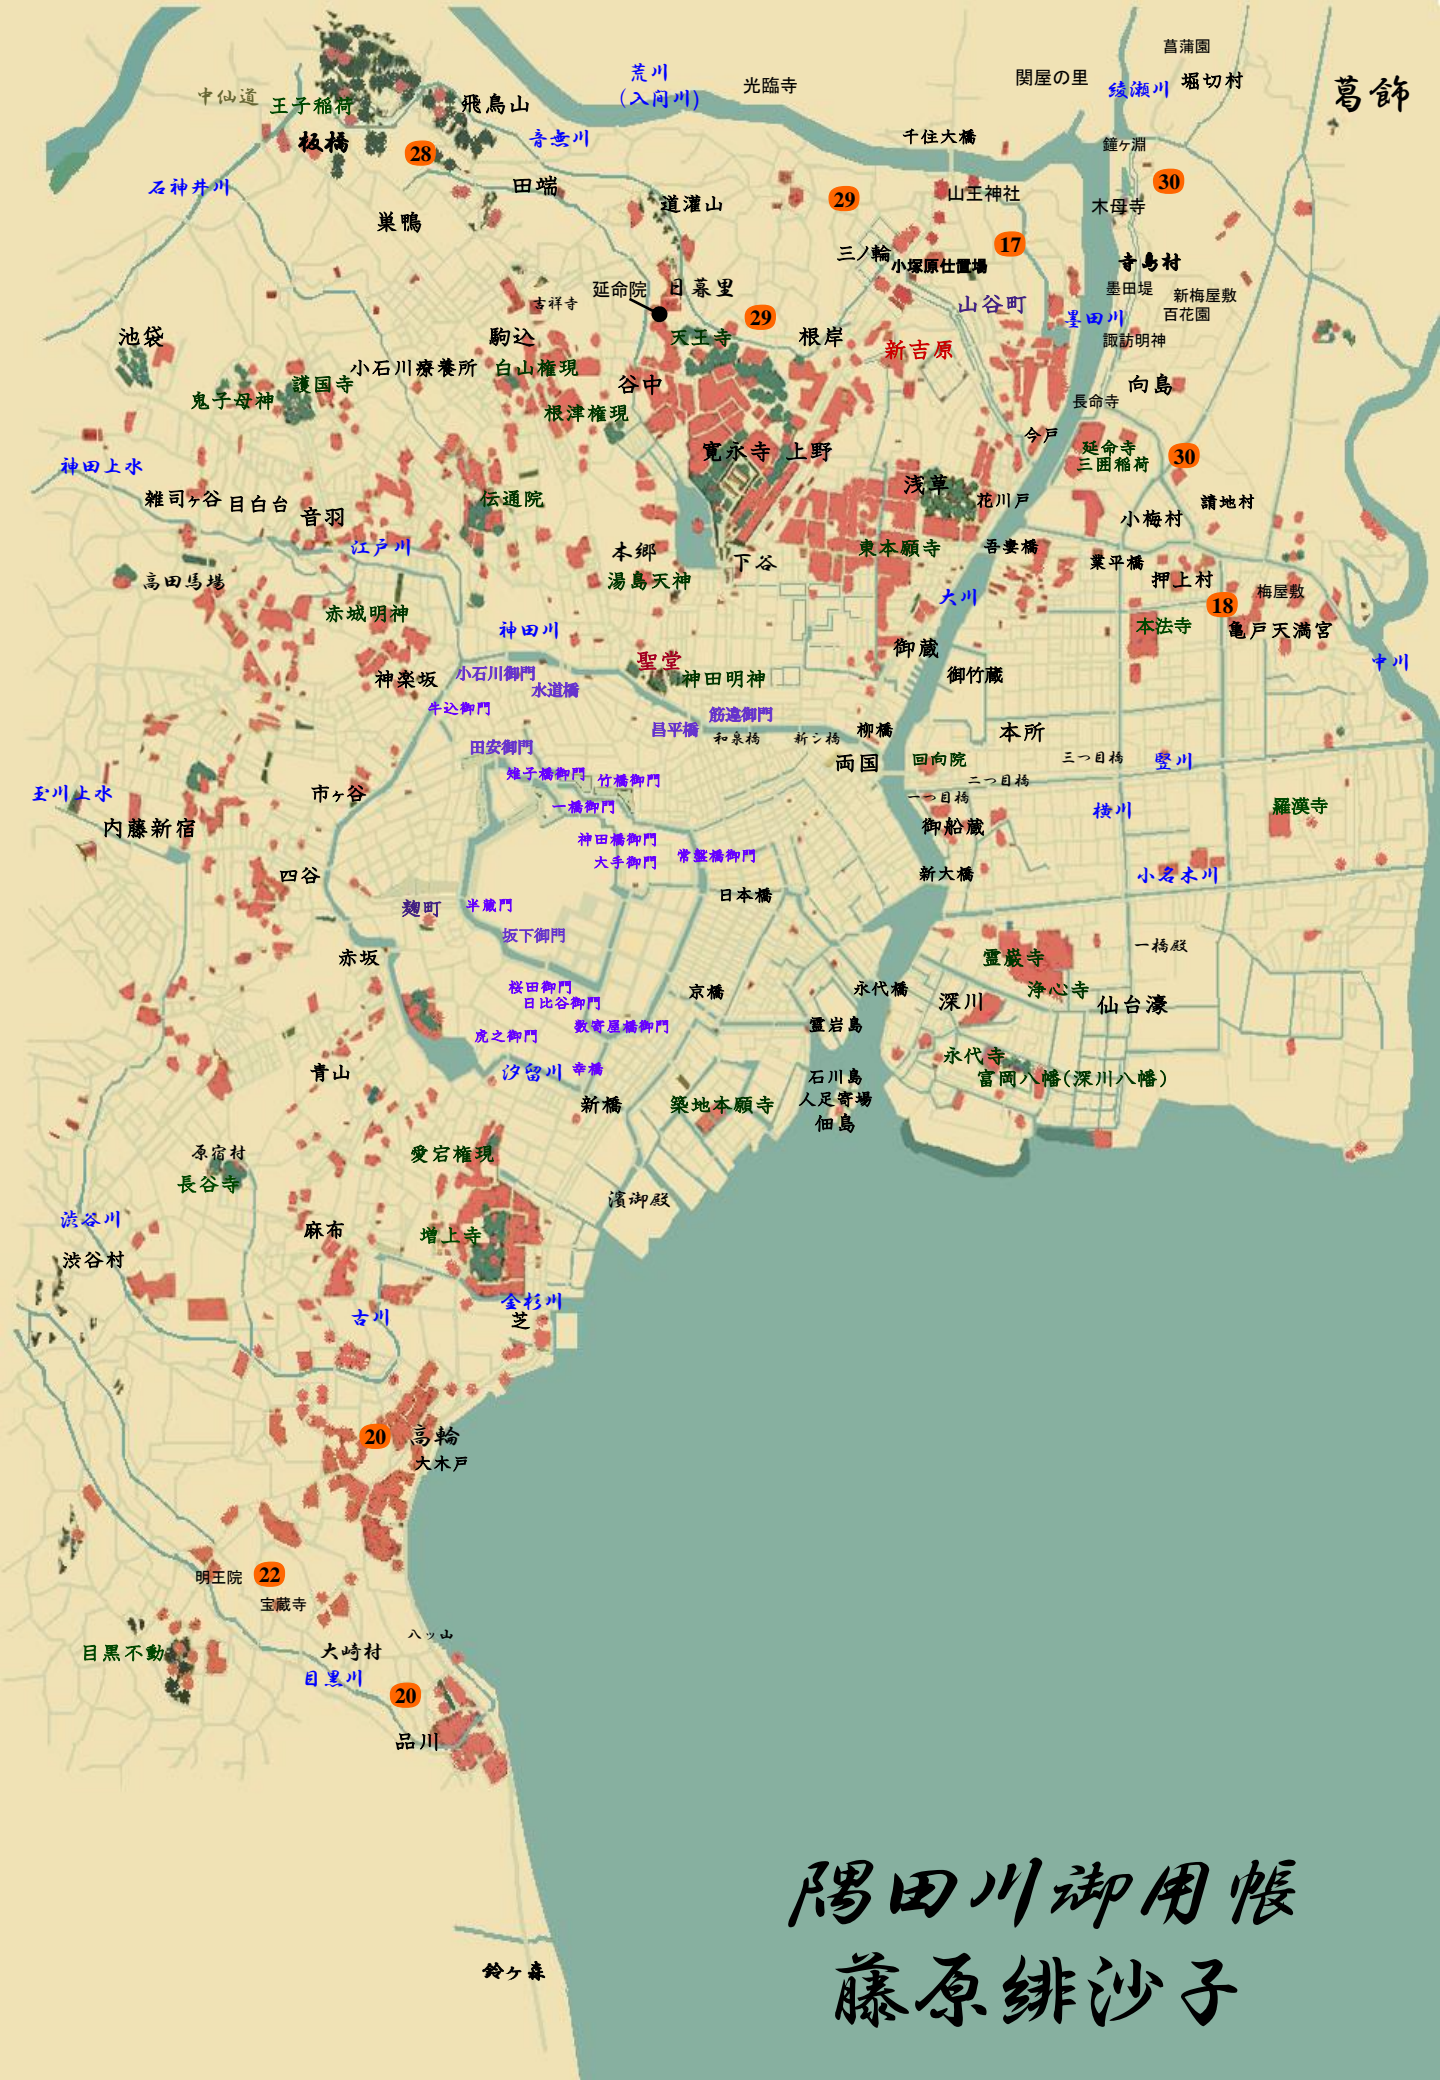 菖蒲園
関屋の里
堀切村
葛飾
荒川
(入间川)
光臨寺
綾瀬川
中仙道
王子稲荷
飛鳥山
板橋
音無川
千住大橋
鐘ヶ淵
28
30
石神井川
田端
道灌山
29
山王神社
木母寺
巣鴨
三ノ輪
小塚原仕置場
17
寺島村
延命院
日暮里
吉祥寺
山谷町
墨田堤
新梅屋敷
百花園
墨田川
池袋
駒込
天王寺
29
根岸
新吉原
諏訪明神
小石川療養所
白山権現
護国寺
鬼子母神
谷中
向島
長命寺
根津権現
今戸
寛永寺
上野
延命寺
三囲稲荷
30
神田上水
浅草
花川戸
雑司ヶ谷
目白台
音羽
伝通院
請地村
小梅村
江戸川
本郷
下谷
東本願寺
吾妻橋
業平橋
高田馬場
湯島天神
押上村
梅屋敷
大川
18
赤城明神
本法寺
亀戸天満宮
神田川
御蔵
中川
聖堂
神楽坂
小石川御門
水道橋
神田明神
御竹蔵
牛込御門
筋違御門
昌平橋
和泉橋
新シ橋
柳橋
本所
田安御門
両国
回向院
三つ目橋
竪川
雉子橋御門
竹橋御門
二つ目橋
玉川上水
市ヶ谷
一橋御門
一つ目橋
横川
羅漢寺
内藤新宿
神田橋御門
御船蔵
大手御門
常盤橋御門
四谷
新大橋
小名木川
日本橋
麹町
半蔵門
坂下御門
赤坂
霊巌寺
一橋殿
桜田御門
京橋
永代橋
深川
浄心寺
仙台濠
日比谷御門
数寄屋橋御門
虎之御門
霊岩島
汐留川
幸橋
永代寺
青山
石川島
富岡八幡(深川八幡)
新橋
築地本願寺
人足寄場
佃島
原宿村
愛宕権現
長谷寺
濱御殿
渋谷川
麻布
増上寺
渋谷村
古川
金杉川
芝
20
高輪
大木戸
明王院
22
宝蔵寺
八ッ山
目黒不動
大崎村
目黒川
20
品川
隅田川御用帳
藤原緋沙子
鈴ヶ森